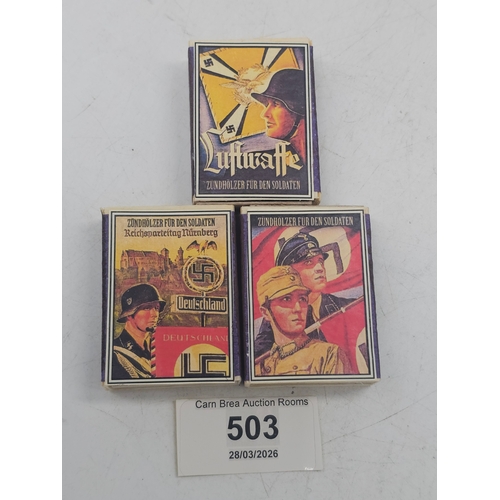 Luftwaffe
ZÜNDHÖLZER FÜR DEN SOLDATEN
ZÜNDHÖLZER FÜR DEN SOLDATEN
Reichsparteitag Nürnberg
Deutschland
DEUTSCHLAND
ZÜNDHÖLZER FÜR DEN SOLDATEN
Carn Brea Auction Rooms
503
28/03/2026